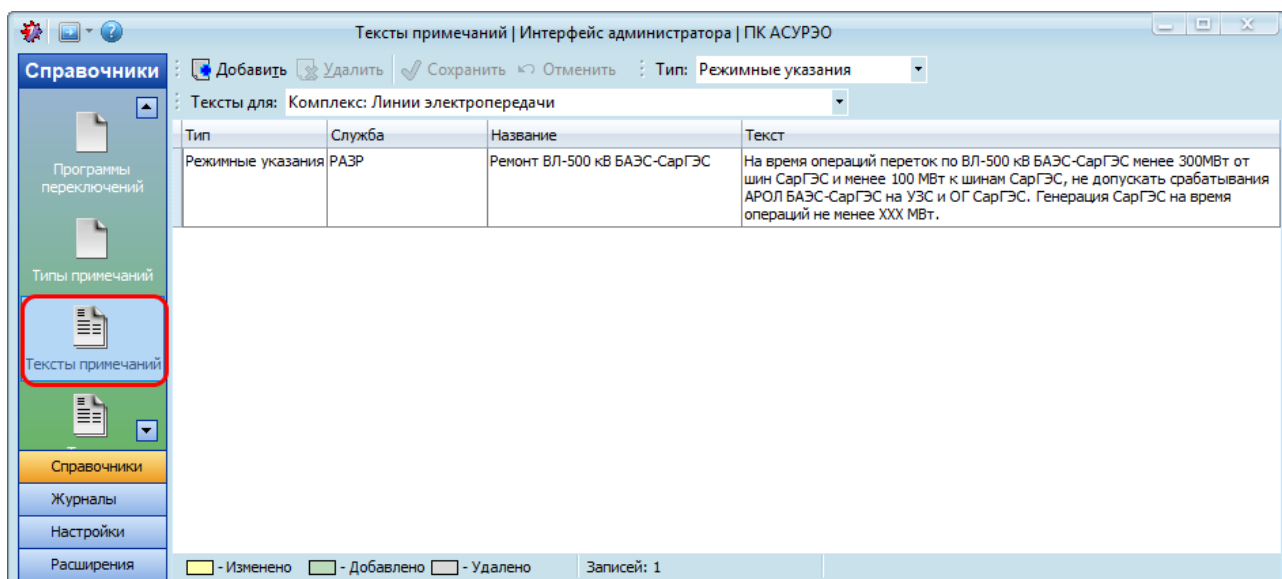 Тексты примечаний | Интерфейс администратора | ПК АСУРЭО
Справочники
Добавить Удалить Сохранить Отменить Тип: Режимные указания
Тексты для: Комплекс: Линии электропередачи
Тип Служба Название Текст
Режимные указания РАЗР Ремонт ВЛ-500 кВ БАЭС-СарГЭС На время операций переток по ВЛ-500 кВ БАЭС-СарГЭС менее 300МВт от
шин СарГЭС и менее 100 МВт к шинам СарГЭС, не допускать срабатывания
АРОЛ БАЭС-СарГЭС на УЗС и ОГ СарГЭС. Генерация СарГЭС на время
операций не менее ХХХ МВт.
Программы
переключений
Типы примечаний
Тексты примечаний
Справочники
Журналы
Настройки
Расширения
- Изменено - Добавлено - Удалено Записей: 1